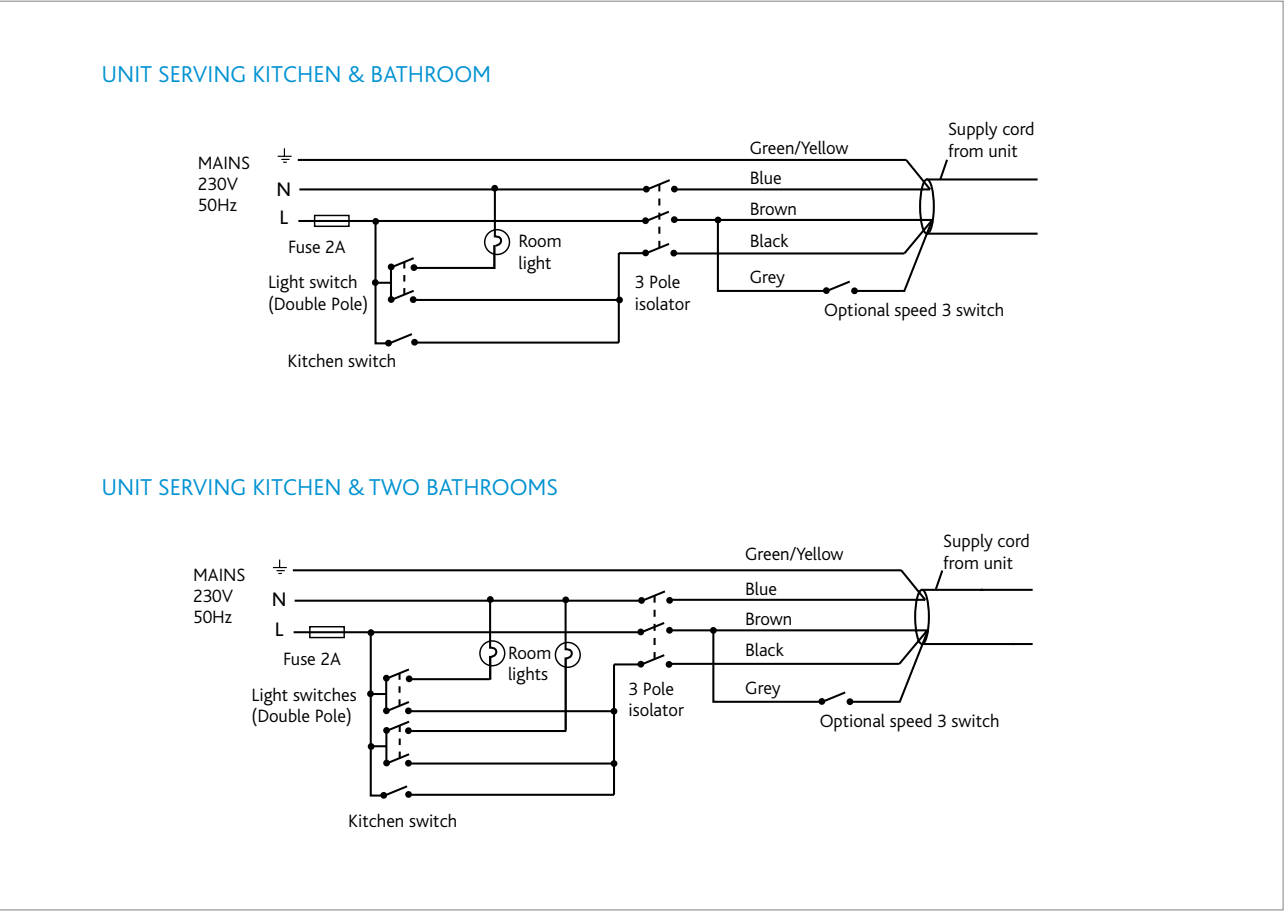 UNIT SERVING KITCHEN & BATHROOM
Supply cord
from unit
Green/Yellow
MAINS
230V
50Hz
N
L
Blue
Brown
Black
Grey
Fuse 2A
Room
light
Light switch
(Double Pole)
3 Pole
isolator
Optional speed 3 switch
Kitchen switch
UNIT SERVING KITCHEN & TWO BATHROOMS
Supply cord
from unit
Green/Yellow
MAINS
230V
50Hz
N
L
Blue
Brown
Black
Grey
Fuse 2A
Room
lights
Light switches
(Double Pole)
3 Pole
isolator
Optional speed 3 switch
Kitchen switch